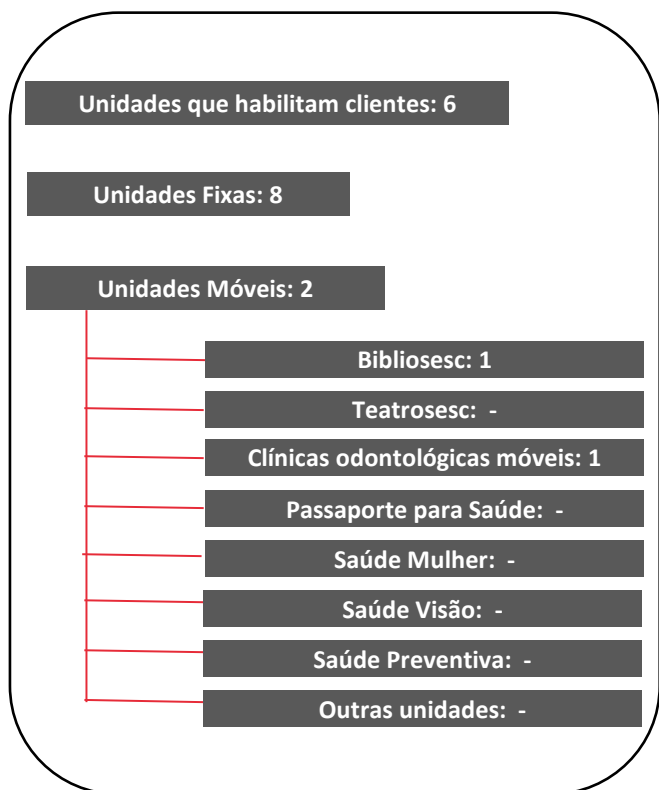 Unidades que habilitam clientes: 6
Unidades Fixas: 8
Unidades Móveis: 2
Bibliosesc: 1
Teatrosesc: -
Clínicas odontológicas móveis: 1
Passaporte para Saúde: -
Saúde Mulher: -
Saúde Visão: -
Saúde Preventiva: -
Outras unidades: -